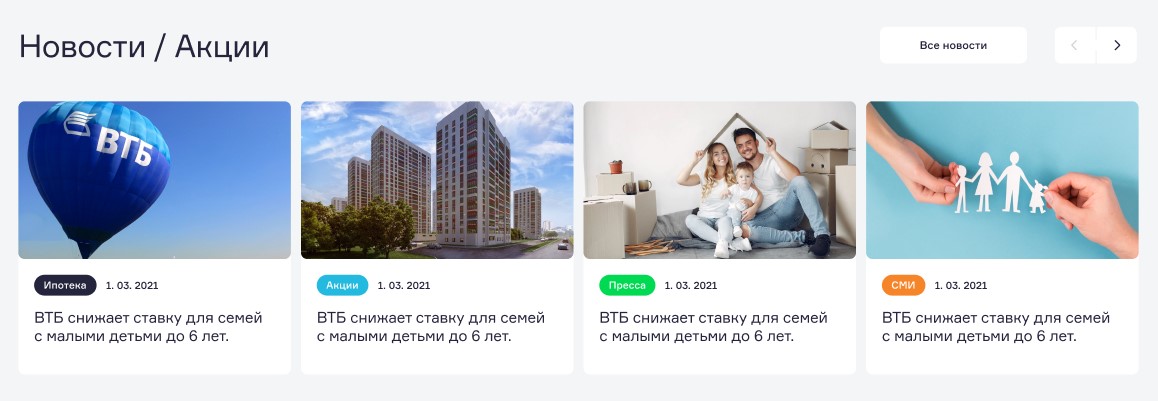 Новости / Акции
Все новости
ВТБ
Ипотека 1. 03. 2021
ВТБ снижает ставку для семей
с малыми детьми до 6 лет.
Акции 1. 03. 2021
ВТБ снижает ставку для семей
с малыми детьми до 6 лет.
Пресса 1. 03. 2021
ВТБ снижает ставку для семей
с малыми детьми до 6 лет.
СМИ 1. 03. 2021
ВТБ снижает ставку для семей
с малыми детьми до 6 лет.